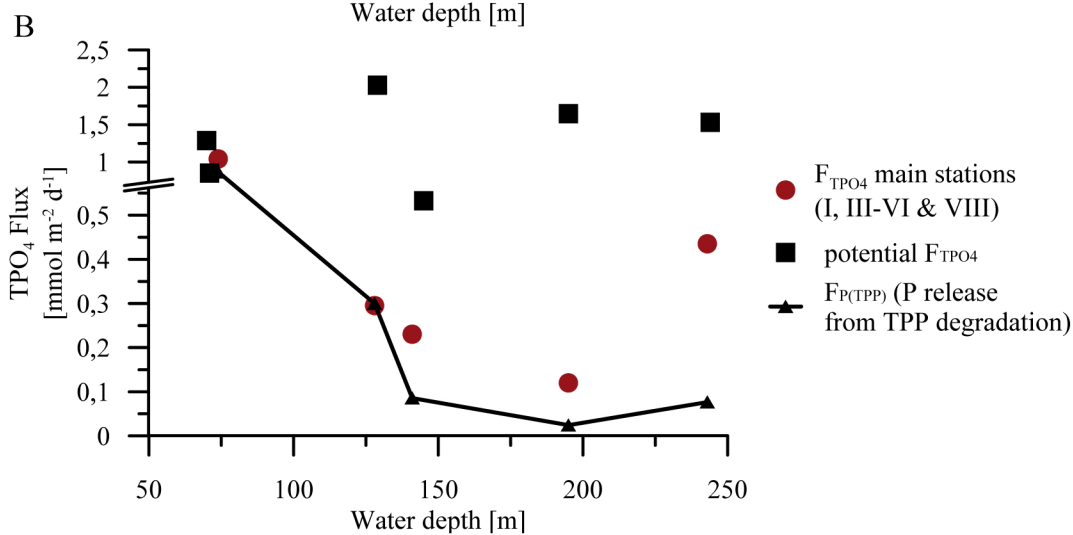 Water depth [m]
B
2,5
2
1,5
1
0,5
0,4
0,3
0,2
0,1
0
TPO4 Flux
[mmol m-2 d-1]
50 100 150 200 250
Water depth [m]
FTPO4 main stations
(I, III-VI & VIII)
potential FTPO4
FP(TPP) (P release
from TPP degradation)